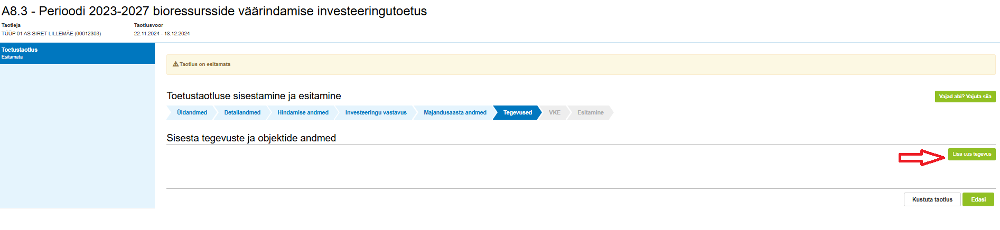 A8.3 - Perioodi 2023-2027 bioressursside väärindamise investeeringutoetus
Taotleja
TÜÜP 01 AS SIRET LILLEMÄE (99012303)
Taotlusvoor
22.11.2024 - 18.12.2024
Toetustaotlus
Esitamata
Taotlus on esitamata
Toetustaotluse sisestamine ja esitamine
Vajad abi? Vajuta siia
Üldandmed Detailandmed Hindamise andmed Investeeringu vastavus Majandusaasta andmed Tegevused VKE Esitamine
Sisesta tegevuste ja objektide andmed
Lisa uus tegevus
Kustuta taotlus Edasi